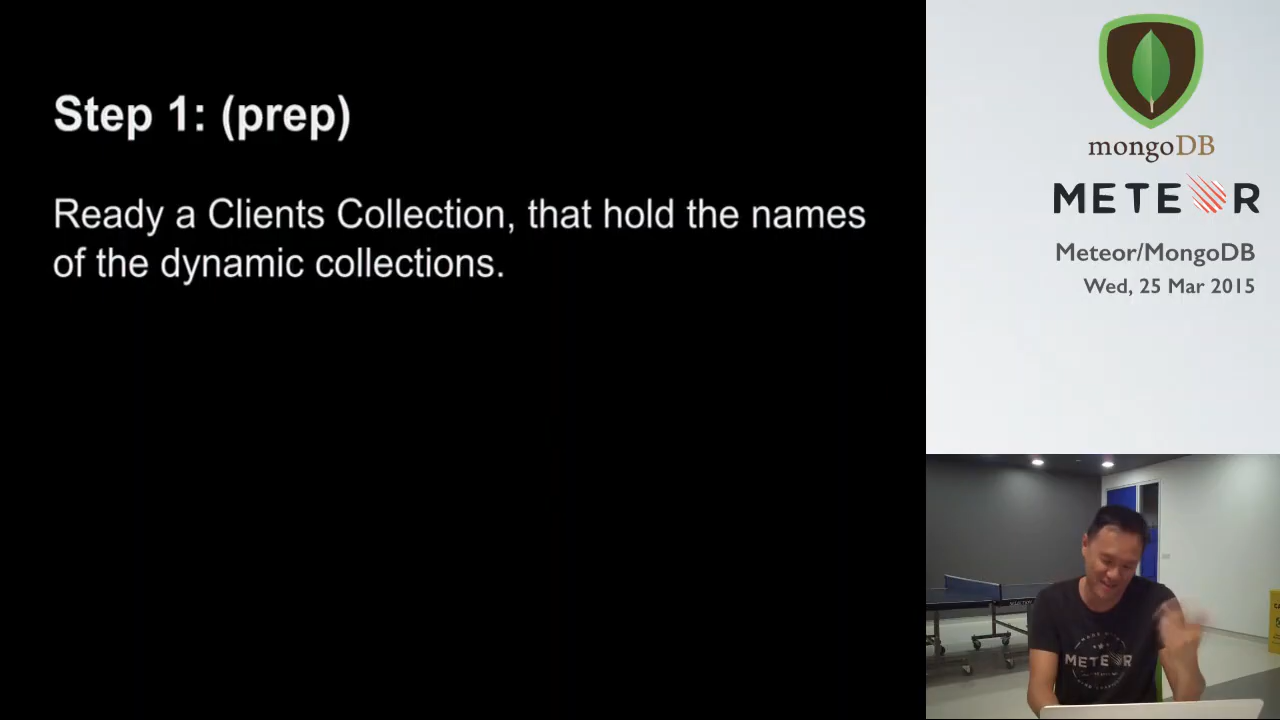 Step 1: (prep)
Ready a Clients Collection, that hold the names
of the dynamic collections.
mongoDB
METEOR
Meteor/MongoDB
Wed, 25 Mar 2015
METEOR